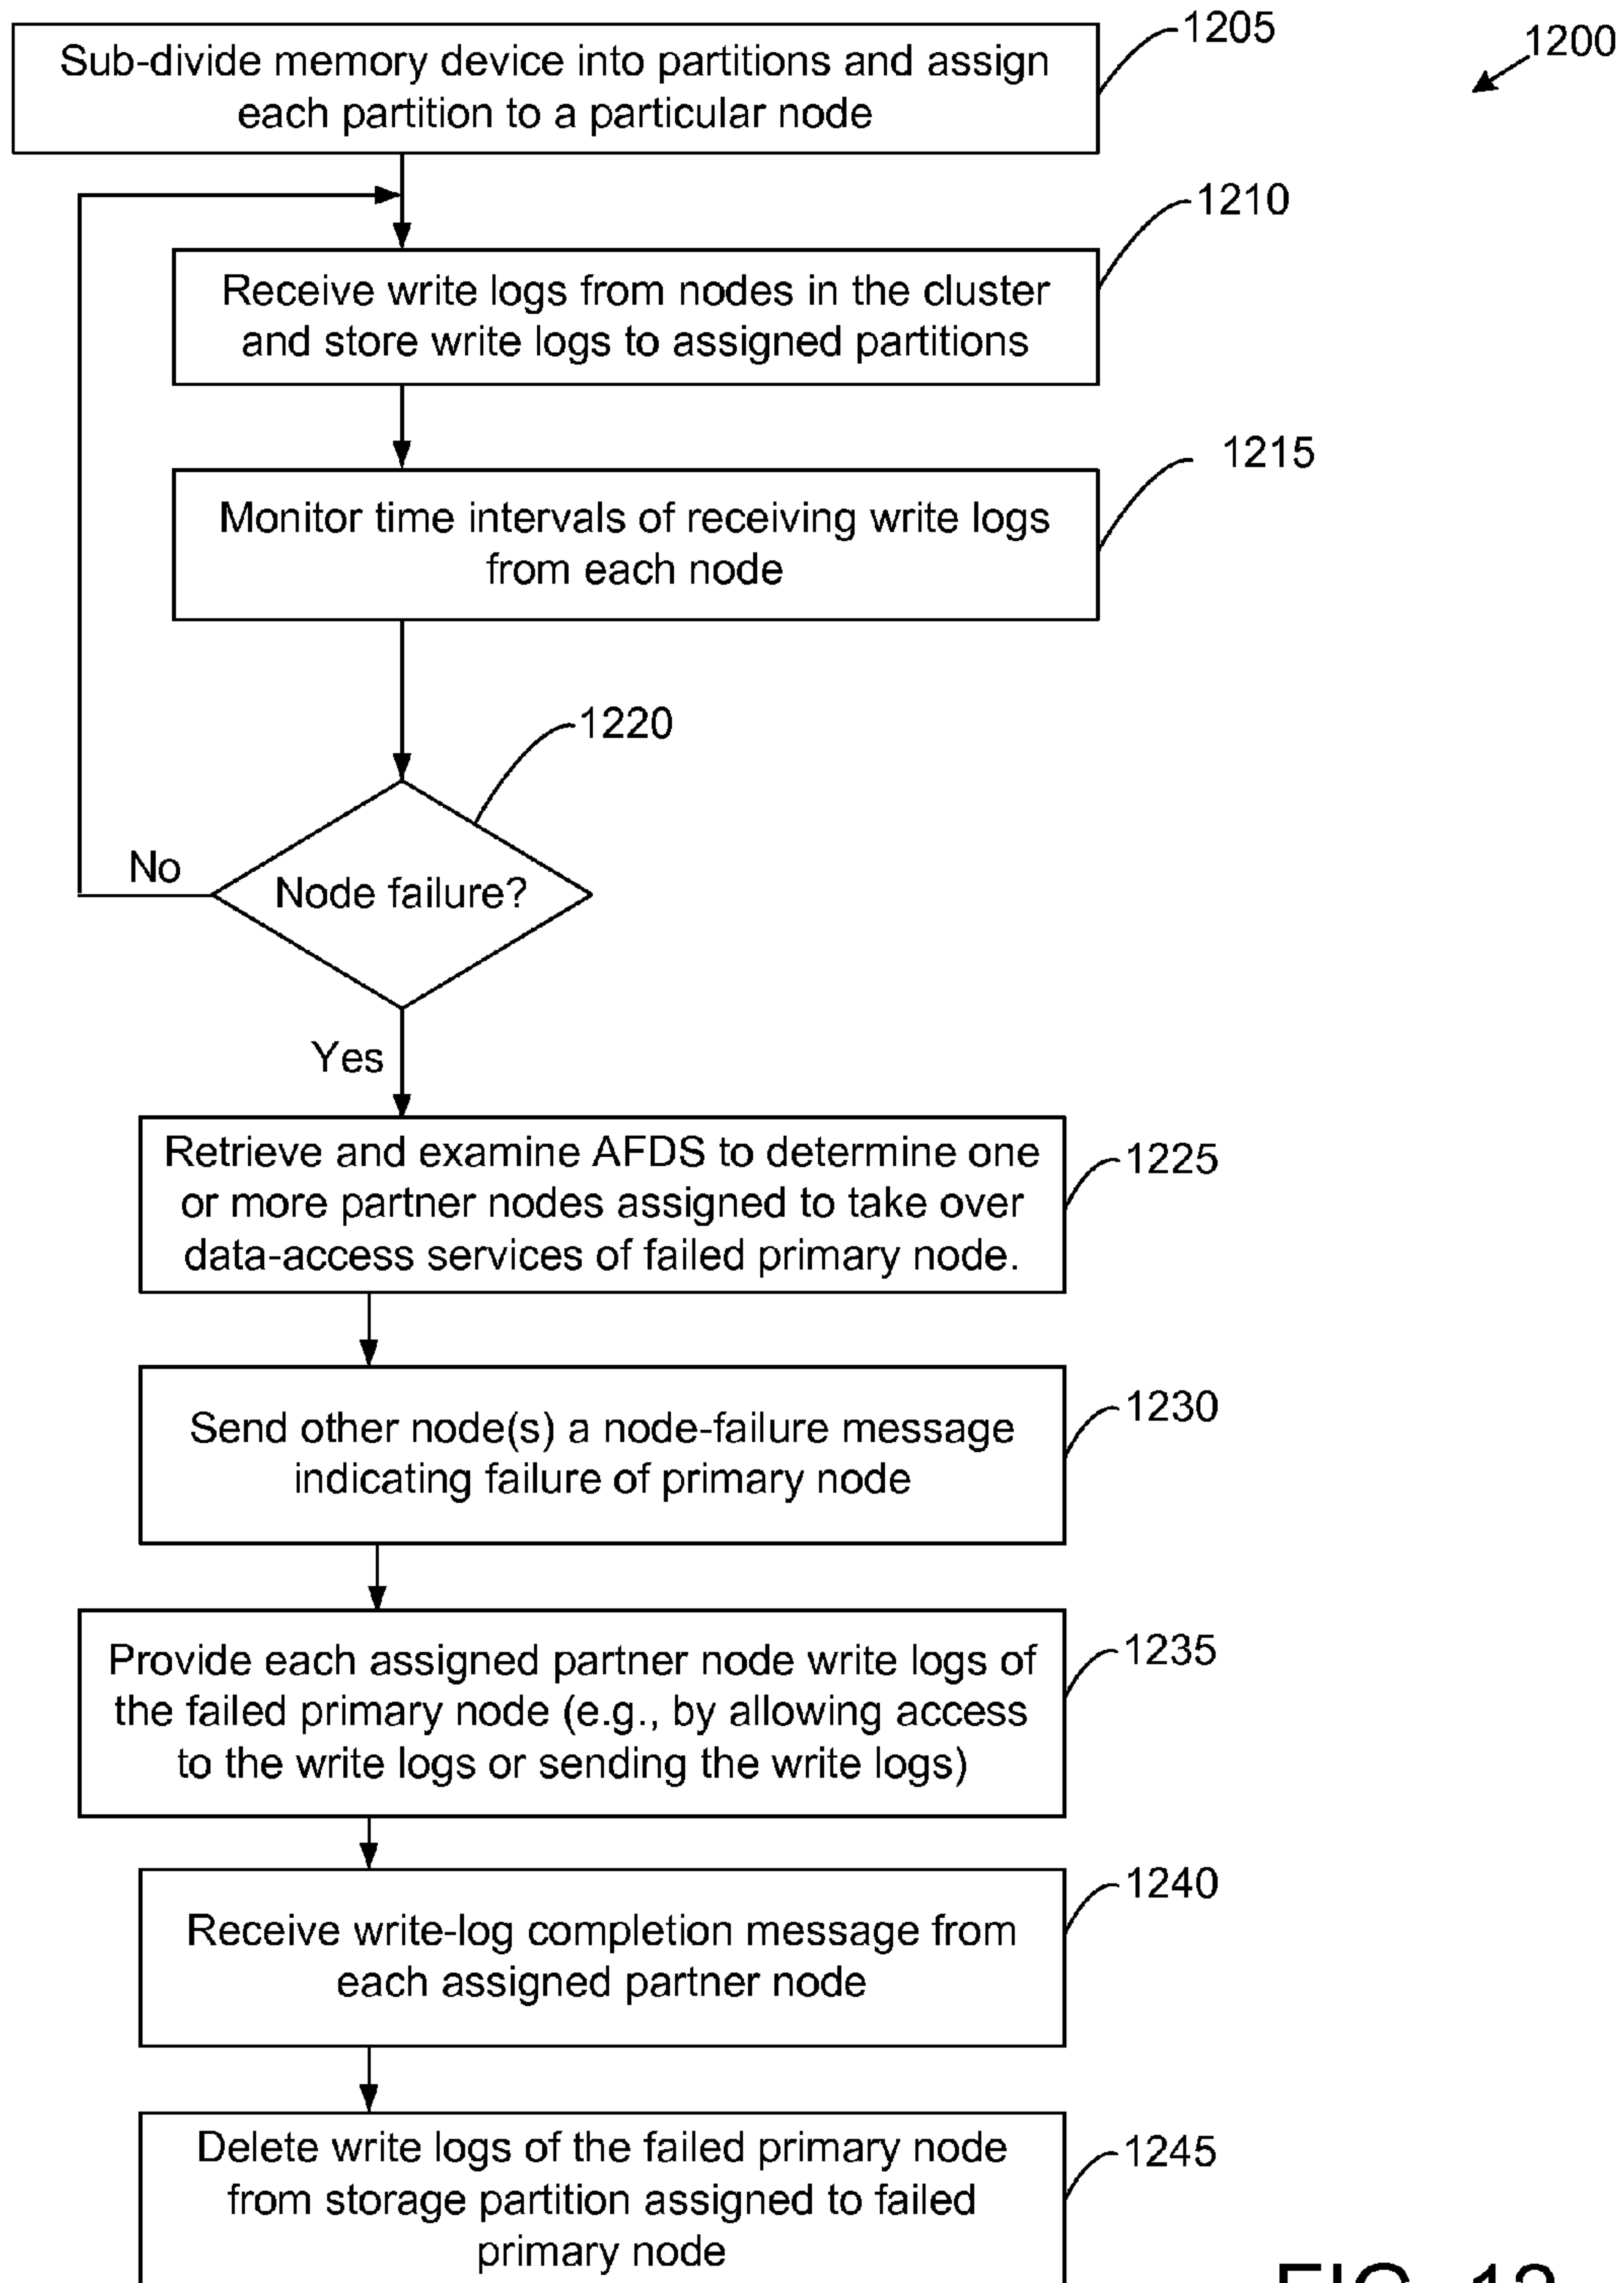 1200
Sub-divide memory device into partitions and assign
each partition to a particular node
1205
Receive write logs from nodes in the cluster
and store write logs to assigned partitions
1210
Monitor time intervals of receiving write logs
from each node
1215
Node failure?
1220
No
Yes
Retrieve and examine AFDS to determine one
or more partner nodes assigned to take over
data-access services of failed primary node.
1225
Send other node(s) a node-failure message
indicating failure of primary node
1230
Provide each assigned partner node write logs of
the failed primary node (e.g., by allowing access
to the write logs or sending the write logs)
1235
Receive write-log completion message from
each assigned partner node
1240
Delete write logs of the failed primary node
from storage partition assigned to failed
primary node
1245
FIG. 12